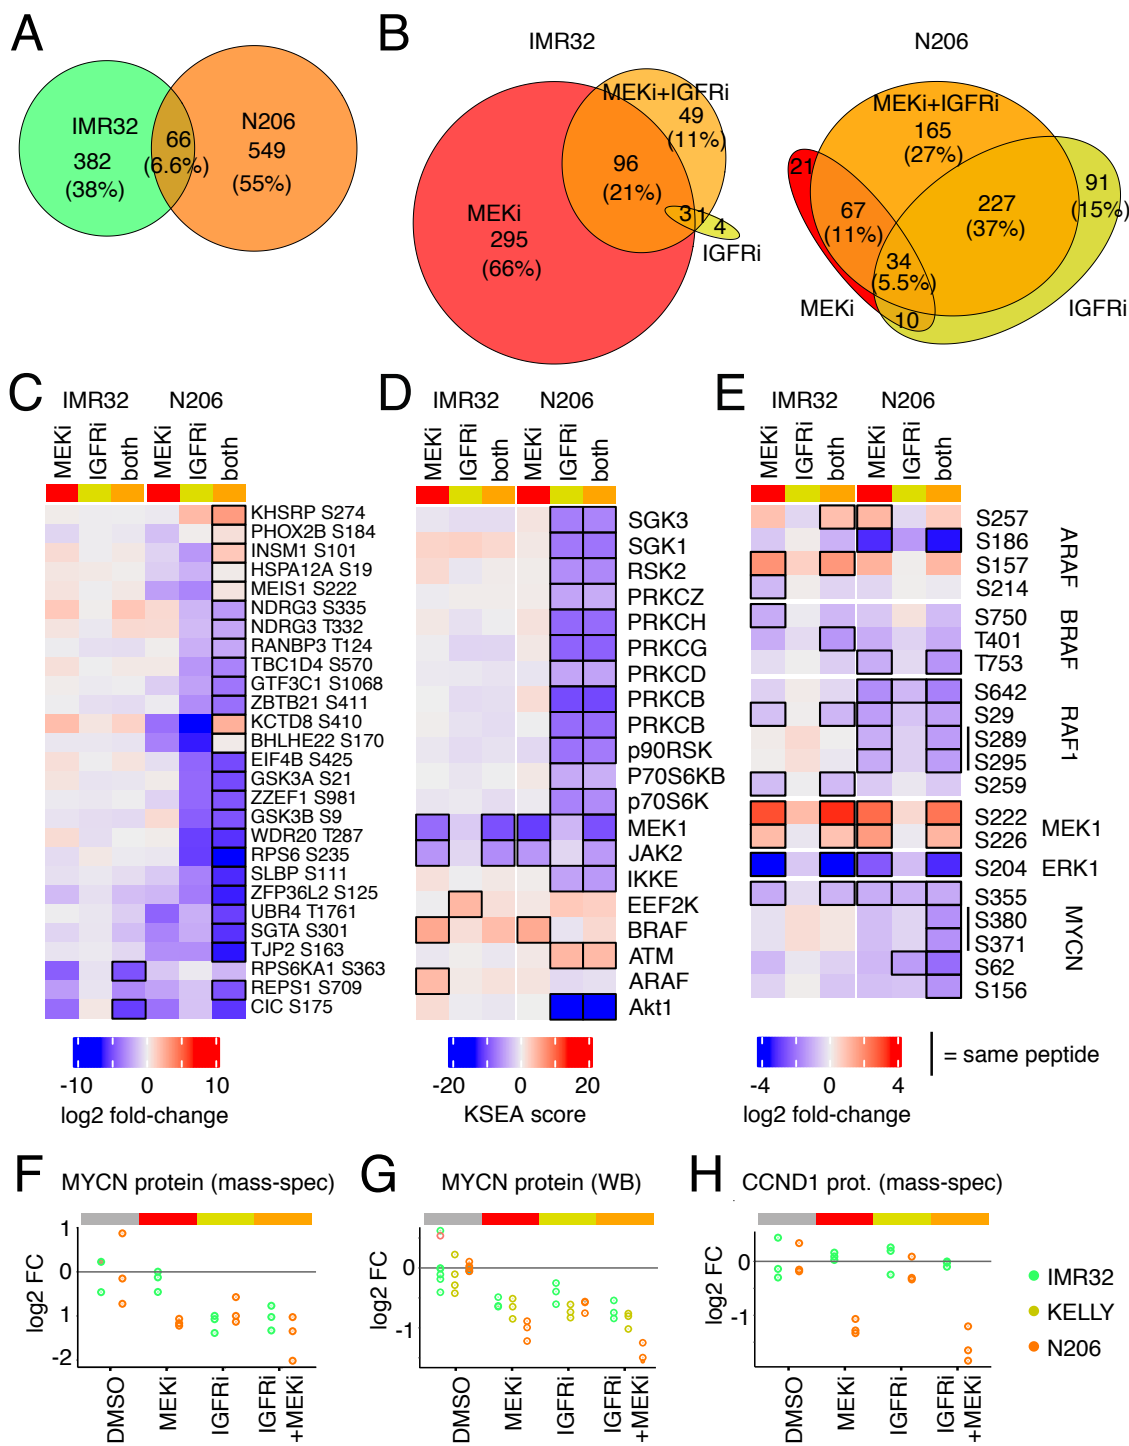 A
IMR32
382
(38%)
66
(6.6%)
N206
549
(55%)
B
IMR32
MEKi+IGFRi
49
(11%)
96
(21%)
MEKi
295
(66%)
3
1
4
IGFRi
N206
MEKi+IGFRi
165
(27%)
21
67
(11%)
227
(37%)
91
(15%)
34
(5.5%)
10
MEKi
IGFRi
C
IMR32 N206
MEKi IGFRi both MEKi IGFRi both
KHSRP S274
PHOX2B S184
INSM1 S101
HSPA12A S19
MEIS1 S222
NDRG3 S335
NDRG3 T332
RANBP3 T124
TBC1D4 S570
GTF3C1 S1068
ZBTB21 S411
KCTD8 S410
BHLHE22 S170
EIF4B S425
GSK3A S21
ZZEF1 S981
GSK3B S9
WDR20 T287
RPS6 S235
SLBP S111
ZFP36L2 S125
UBR4 T1761
SGTA S301
TJP2 S163
RPS6KA1 S363
REPS1 S709
CIC S175
-10 0 10
log2 fold-change
D
IMR32 N206
MEKi IGFRi both MEKi IGFRi both
SGK3
SGK1
RSK2
PRKCZ
PRKCH
PRKCG
PRKCD
PRKCB
PRKCB
p90RSK
P70S6KB
p70S6K
MEK1
JAK2
IKKE
EEF2K
BRAF
ATM
ARAF
Akt1
-20 0 20
KSEA score
E
IMR32 N206
MEKi IGFRi both MEKi IGFRi both
S257
S186
S157
S214
ARAF
S750
T401
T753
BRAF
S642
S29
S289
S295
S259
RAF1
S222
S226
MEK1
S204
ERK1
S355
S380
S371
S62
S156
MYCN
-4 0 4
log2 fold-change
= same peptide
F
MYCN protein (mass-spec)
log2 FC
1
0
1
-2
DMSO
MEKi
IGFRi
IGFRi
+MEKi
G
MYCN protein (WB)
log2 FC
0
-1
DMSO
MEKi
IGFRi
IGFRi
+MEKi
H
CCND1 prot. (mass-spec)
log2 FC
0
-1
DMSO
MEKi
IGFRi
IGFRi
+MEKi
IMR32
KELLY
N206